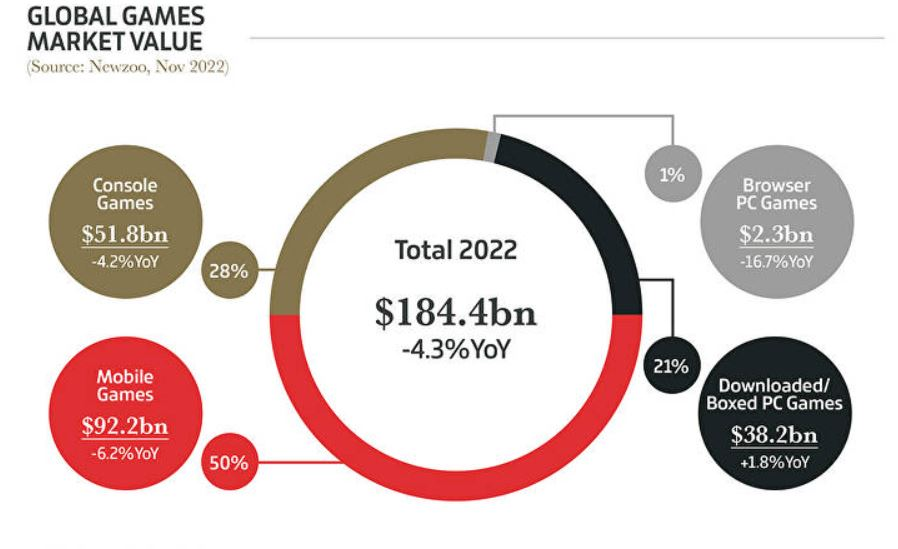 GLOBAL GAMES
MARKET VALUE
(Source: Newzoo, Nov 2022)
Console
Games
$51.8bn
-4.2%YoY
28%
Mobile
Games
$92.2bn
-6.2%YoY
50%
Total 2022
$184.4bn
-4.3%YoY
1%
Browser
PC Games
$2.3bn
-16.7%YoY
21%
Downloaded/
Boxed PC Games
$38.2bn
+1.8%YoY